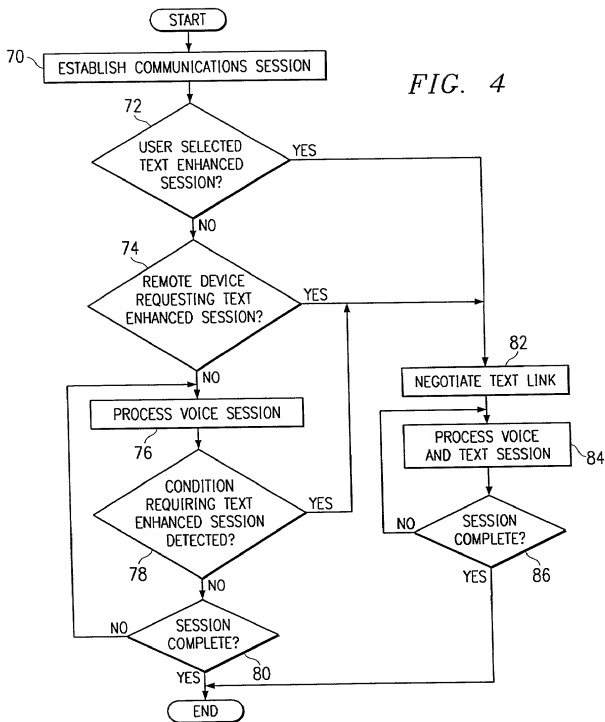 START
70
ESTABLISH COMMUNICATIONS SESSION
FIG. 4
72
USER SELECTED
TEXT ENHANCED
SESSION?
YES
NO
74
REMOTE DEVICE
REQUESTING TEXT
ENHANCED SESSION?
YES
NO
82
NEGOTIATE TEXT LINK
PROCESS VOICE SESSION
76
PROCESS VOICE
AND TEXT SESSION
84
CONDITION
REQUIRING TEXT
ENHANCED SESSION
DETECTED?
YES
78
NO
SESSION
COMPLETE?
NO
86
YES
SESSION
COMPLETE?
NO
80
YES
END